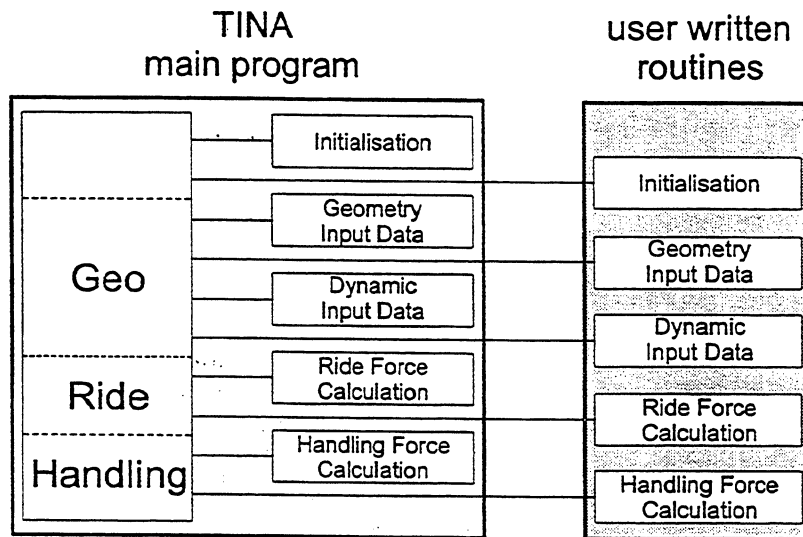 TINA
main program
user written
routines
Initialisation
Geometry
Input Data
Geo
Dynamic
Input Data
Ride Force
Calculation
Ride
Handling Force
Calculation
Handling
Initialisation
Geometry
Input Data
Dynamic
Input Data
Ride Force
Calculation
Handling Force
Calculation